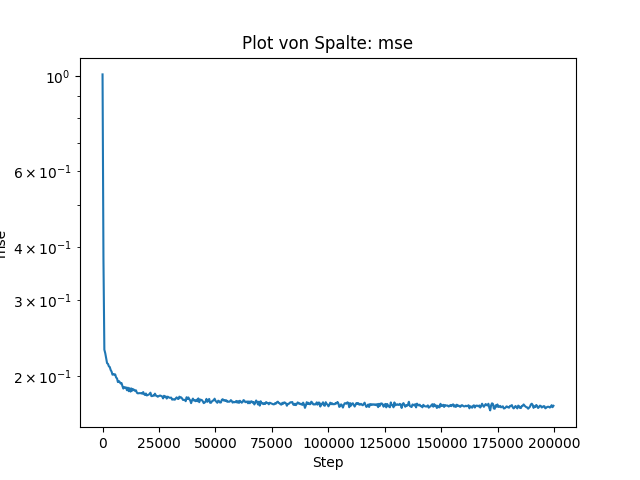 Plot von Spalte: mse
10⁰
6 × 10⁻¹
4 × 10⁻¹
3 × 10⁻¹
2 × 10⁻¹
mse
0 25000 50000 75000 100000 125000 150000 175000 200000
Step